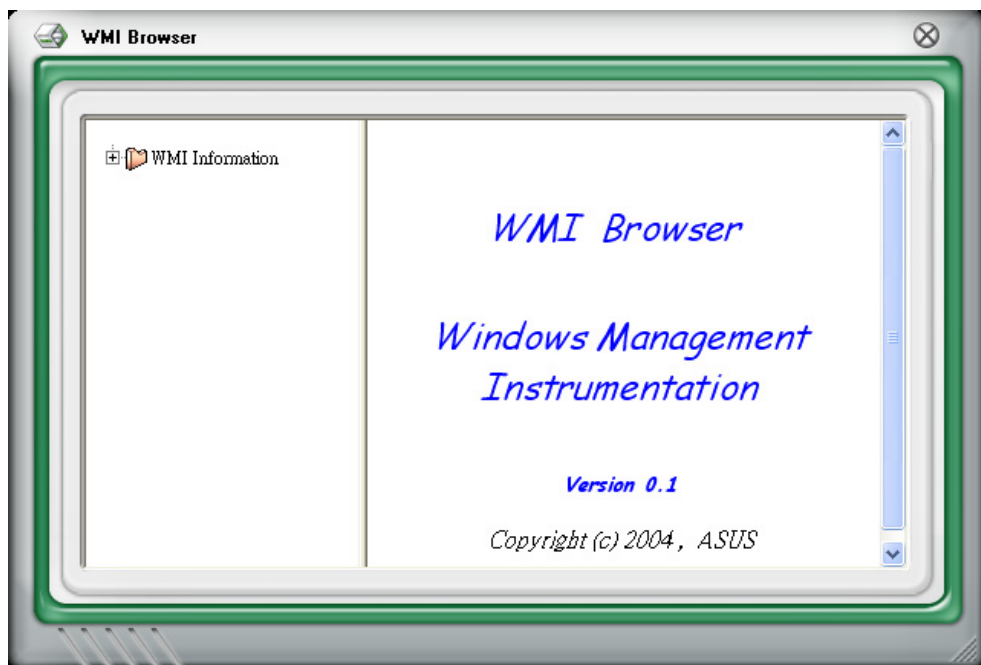 WMI Browser
WMI Information
WMI Browser
Windows Management
Instrumentation
Version 0.1
Copyright (c) 2004, ASUS